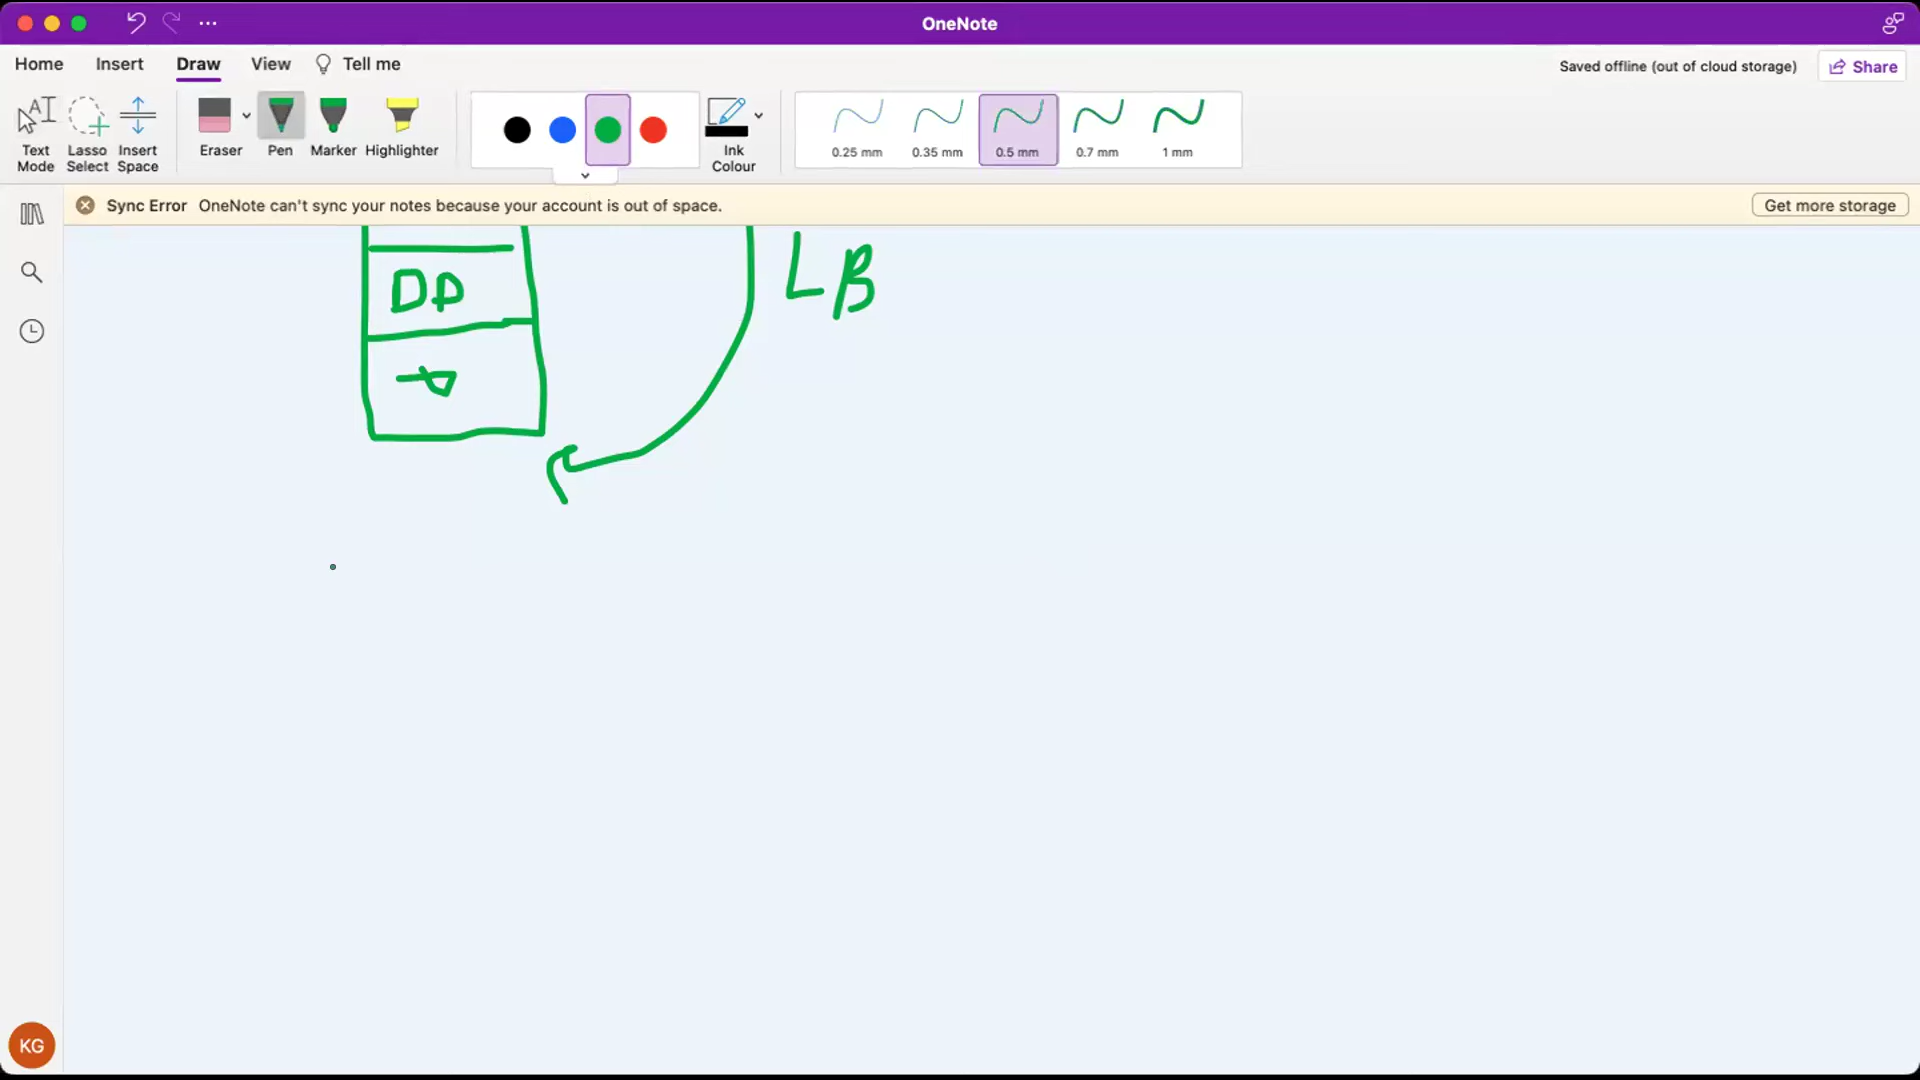 OneNote
Home Insert Draw View Tell me
Saved offline (out of cloud storage) Share
Text Mode
Lasso Select
Insert Space
Eraser
Pen
Marker
Highlighter
Ink Colour
0.25 mm
0.35 mm
0.5 mm
0.7 mm
1 mm
Sync Error OneNote can't sync your notes because your account is out of space.
Get more storage
LB
DD
KG